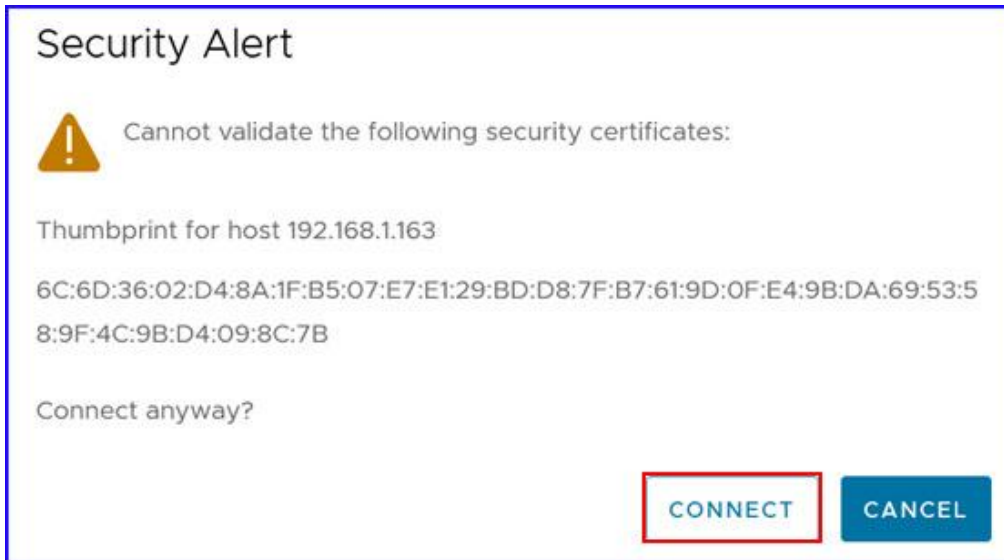 Security Alert
Cannot validate the following security certificates:
Thumbprint for host 192.168.1.163
6C:6D:36:02:D4:8A:1F:B5:07:E7:E1:29:BD:D8:7F:B7:61:9D:0F:E4:9B:DA:69:53:5
8:9F:4C:9B:D4:09:8C:7B
Connect anyway?
CONNECT CANCEL